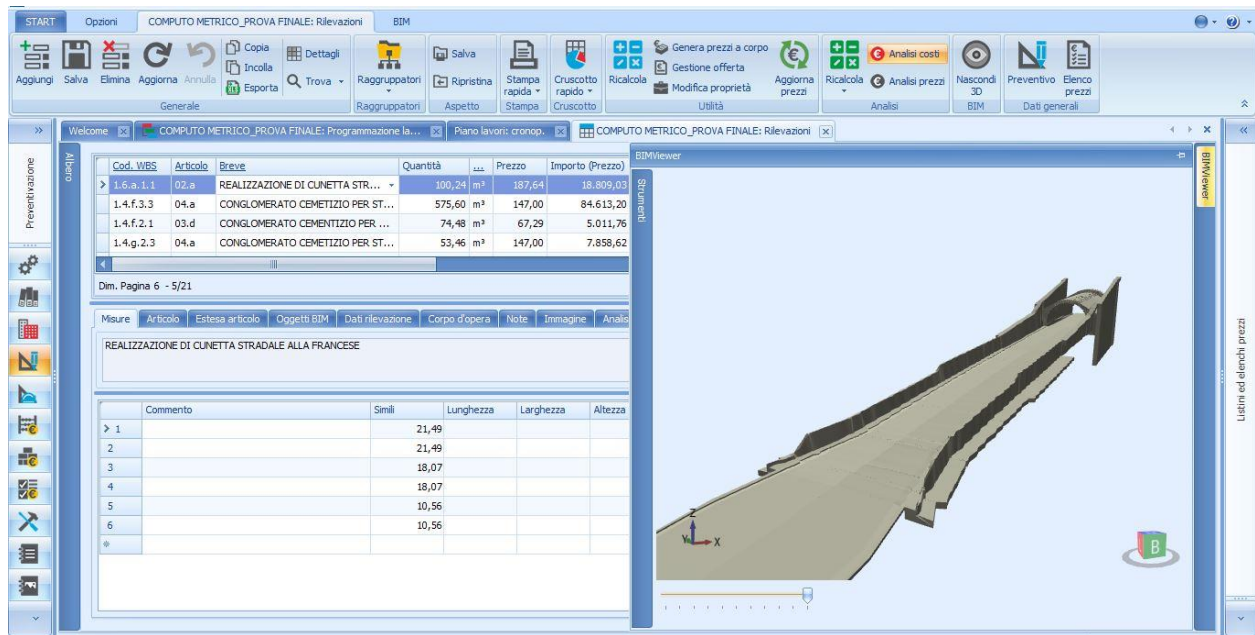 START Opzioni COMPUTO METRICO_PROVA FINALE: Rilevazioni BIM
Aggiungi Salva Elimina Aggiorna Annulla Copia Incolla Esporta Dettagli Trova
Generale
Raggruppatori
Raggruppatori
Salva Ripristina
Aspetto
Stampa rapida
Stampa
Cruscotto rapido
Cruscotto
Ricalcola Genera prezzi a corpo Gestione offerta Modifica proprietà Aggiorna prezzi
Utilità
Ricalcola Analisi costi Analisi prezzi
Analisi
Nascondi 3D
BIM
Preventivo Elenco prezzi
Dati generali
Welcome COMPUTO METRICO_PROVA FINALE: Programmazione la... Piano lavori: cronop. COMPUTO METRICO_PROVA FINALE: Rilevazioni
Preventivazione
Albero
Cod. WBS Articolo Breve Quantità ... Prezzo Importo (Prezzo)
1.6.a.1.1 02.a REALIZZAZIONE DI CUNETTA STR... 100,24 m³ 187,64 18.809,03
1.4.f.3.3 04.a CONGLOMERATO CEMETIZIO PER ST... 575,60 m³ 147,00 84.613,20
1.4.f.2.1 03.d CONGLOMERATO CEMENTIZIO PER ... 74,48 m³ 67,29 5.011,76
1.4.g.2.3 04.a CONGLOMERATO CEMETIZIO PER ST... 53,46 m³ 147,00 7.858,62
Dim. Pagina 6 - 5/21
Misure Articolo Estesa articolo Oggetti BIM Dati rilevazione Corpo d'opera Note Immagine Analis
REALIZZAZIONE DI CUNETTA STRADALE ALLA FRANCESE
Commento Simili Lunghezza Larghezza Altezza
1 21,49
2 21,49
3 18,07
4 18,07
5 10,56
6 10,56
BIMViewer
Strumenti
Z
Y
X
B
BIMViewer
Listini ed elenchi prezzi